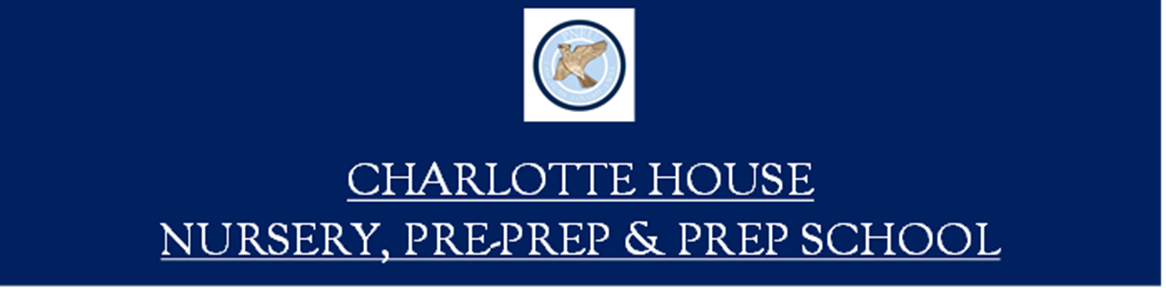 CHARLOTTE HOUSE
NURSERY, PRE-PREP & PREP SCHOOL